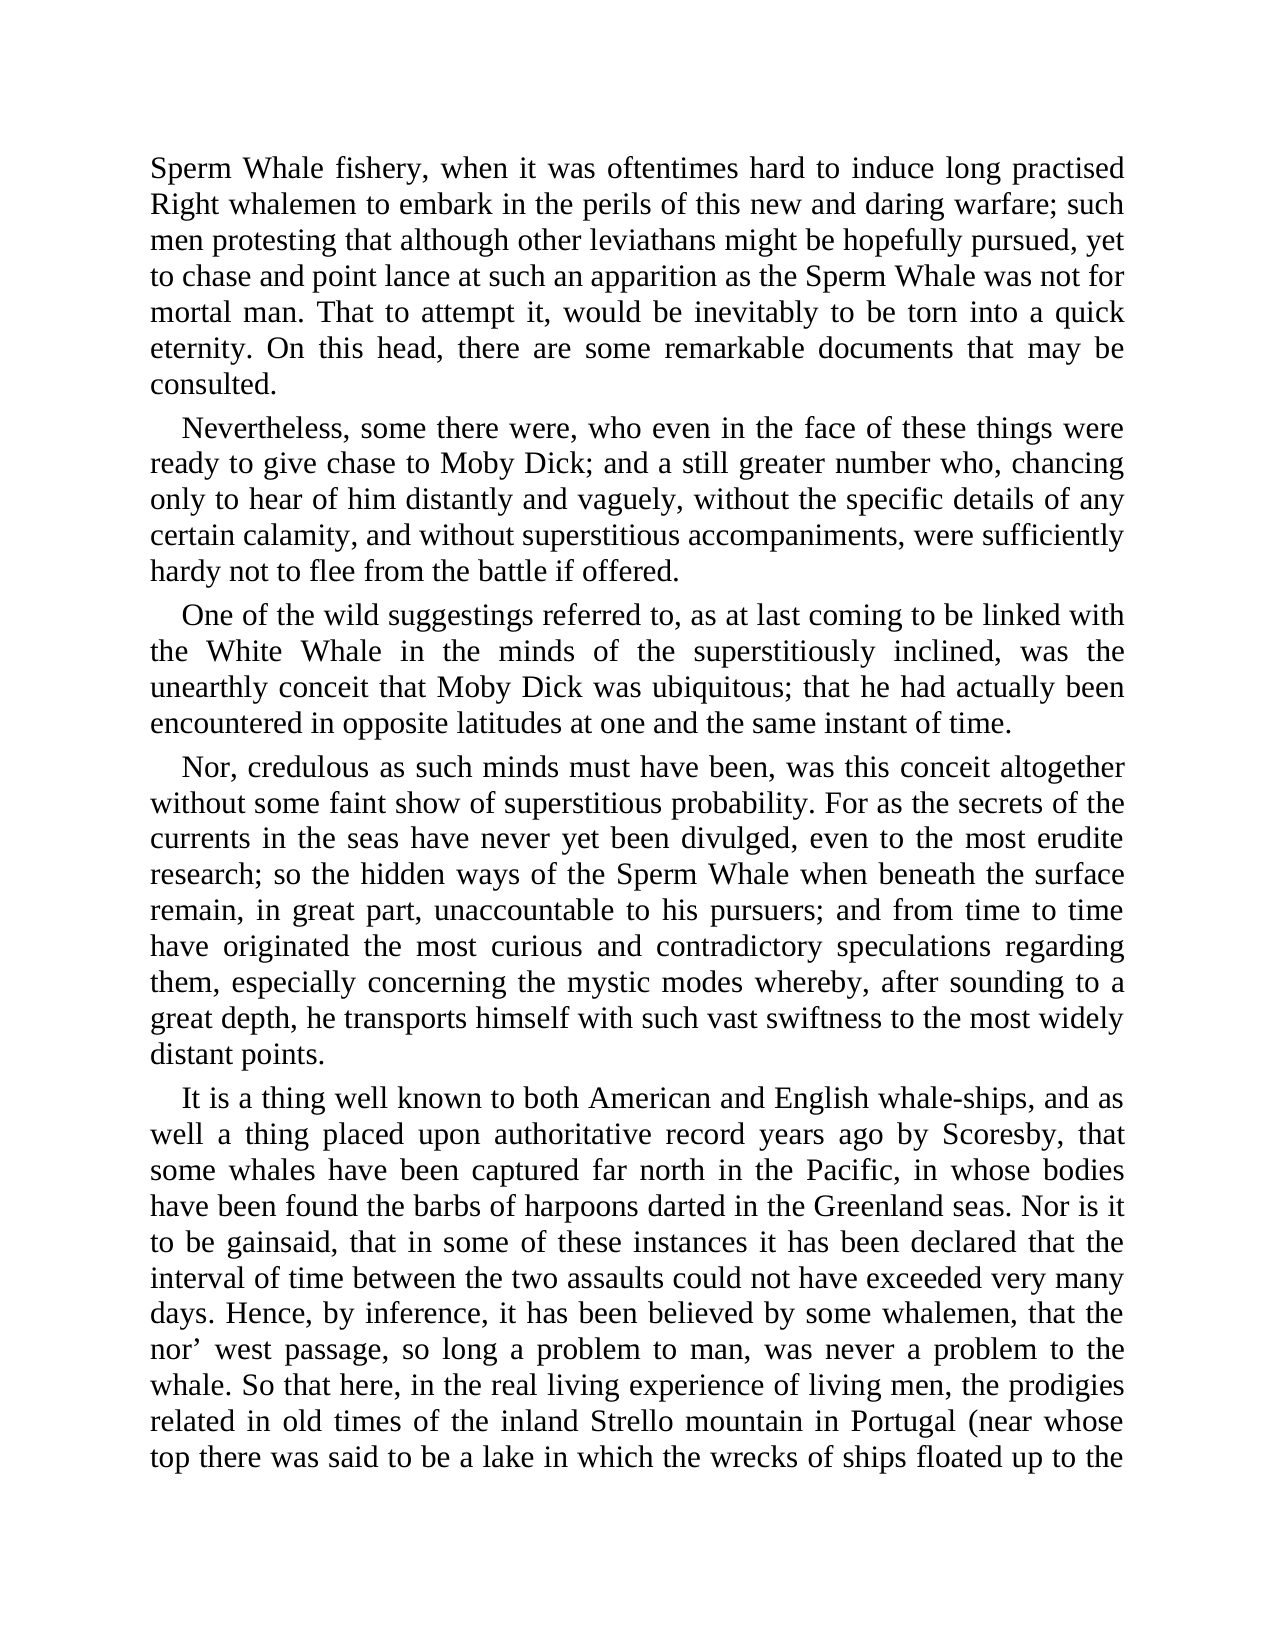 Sperm Whale fishery, when it was oftentimes hard to induce long practised
Right whalemen to embark in the perils of this new and daring warfare; such
men protesting that although other leviathans might be hopefully pursued, yet
to chase and point lance at such an apparition as the Sperm Whale was not for
mortal man. That to attempt it, would be inevitably to be torn into a quick
eternity. On this head, there are some remarkable documents that may be
consulted.
Nevertheless, some there were, who even in the face of these things were
ready to give chase to Moby Dick; and a still greater number who, chancing
only to hear of him distantly and vaguely, without the specific details of any
certain calamity, and without superstitious accompaniments, were sufficiently
hardy not to flee from the battle if offered.
One of the wild suggestings referred to, as at last coming to be linked with
the White Whale in the minds of the superstitiously inclined, was the
unearthly conceit that Moby Dick was ubiquitous; that he had actually been
encountered in opposite latitudes at one and the same instant of time.
Nor, credulous as such minds must have been, was this conceit altogether
without some faint show of superstitious probability. For as the secrets of the
currents in the seas have never yet been divulged, even to the most erudite
research; so the hidden ways of the Sperm Whale when beneath the surface
remain, in great part, unaccountable to his pursuers; and from time to time
have originated the most curious and contradictory speculations regarding
them, especially concerning the mystic modes whereby, after sounding to a
great depth, he transports himself with such vast swiftness to the most widely
distant points.
It is a thing well known to both American and English whale-ships, and as
well a thing placed upon authoritative record years ago by Scoresby, that
some whales have been captured far north in the Pacific, in whose bodies
have been found the barbs of harpoons darted in the Greenland seas. Nor is it
to be gainsaid, that in some of these instances it has been declared that the
interval of time between the two assaults could not have exceeded very many
days. Hence, by inference, it has been believed by some whalemen, that the
nor’ west passage, so long a problem to man, was never a problem to the
whale. So that here, in the real living experience of living men, the prodigies
related in old times of the inland Strello mountain in Portugal (near whose
top there was said to be a lake in which the wrecks of ships floated up to the